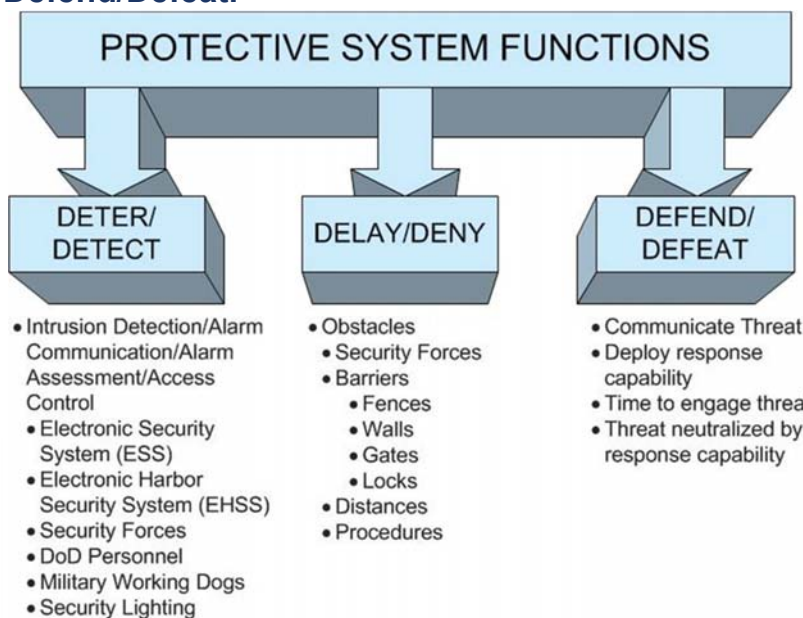 Defend/Defeat:
PROTECTIVE SYSTEM FUNCTIONS
DETER/
DETECT
• Intrusion Detection/Alarm
Communication/Alarm
Assessment/Access
Control
• Electronic Security
System (ESS)
• Electronic Harbor
Security System (EHSS)
• Security Forces
• DoD Personnel
• Military Working Dogs
• Security Lighting
DELAY/DENY
• Obstacles
• Security Forces
• Barriers
• Fences
• Walls
• Gates
• Locks
• Distances
• Procedures
DEFEND/
DEFEAT
• Communicate Threat
• Deploy response
capability
• Time to engage threa
• Threat neutralized by
response capability